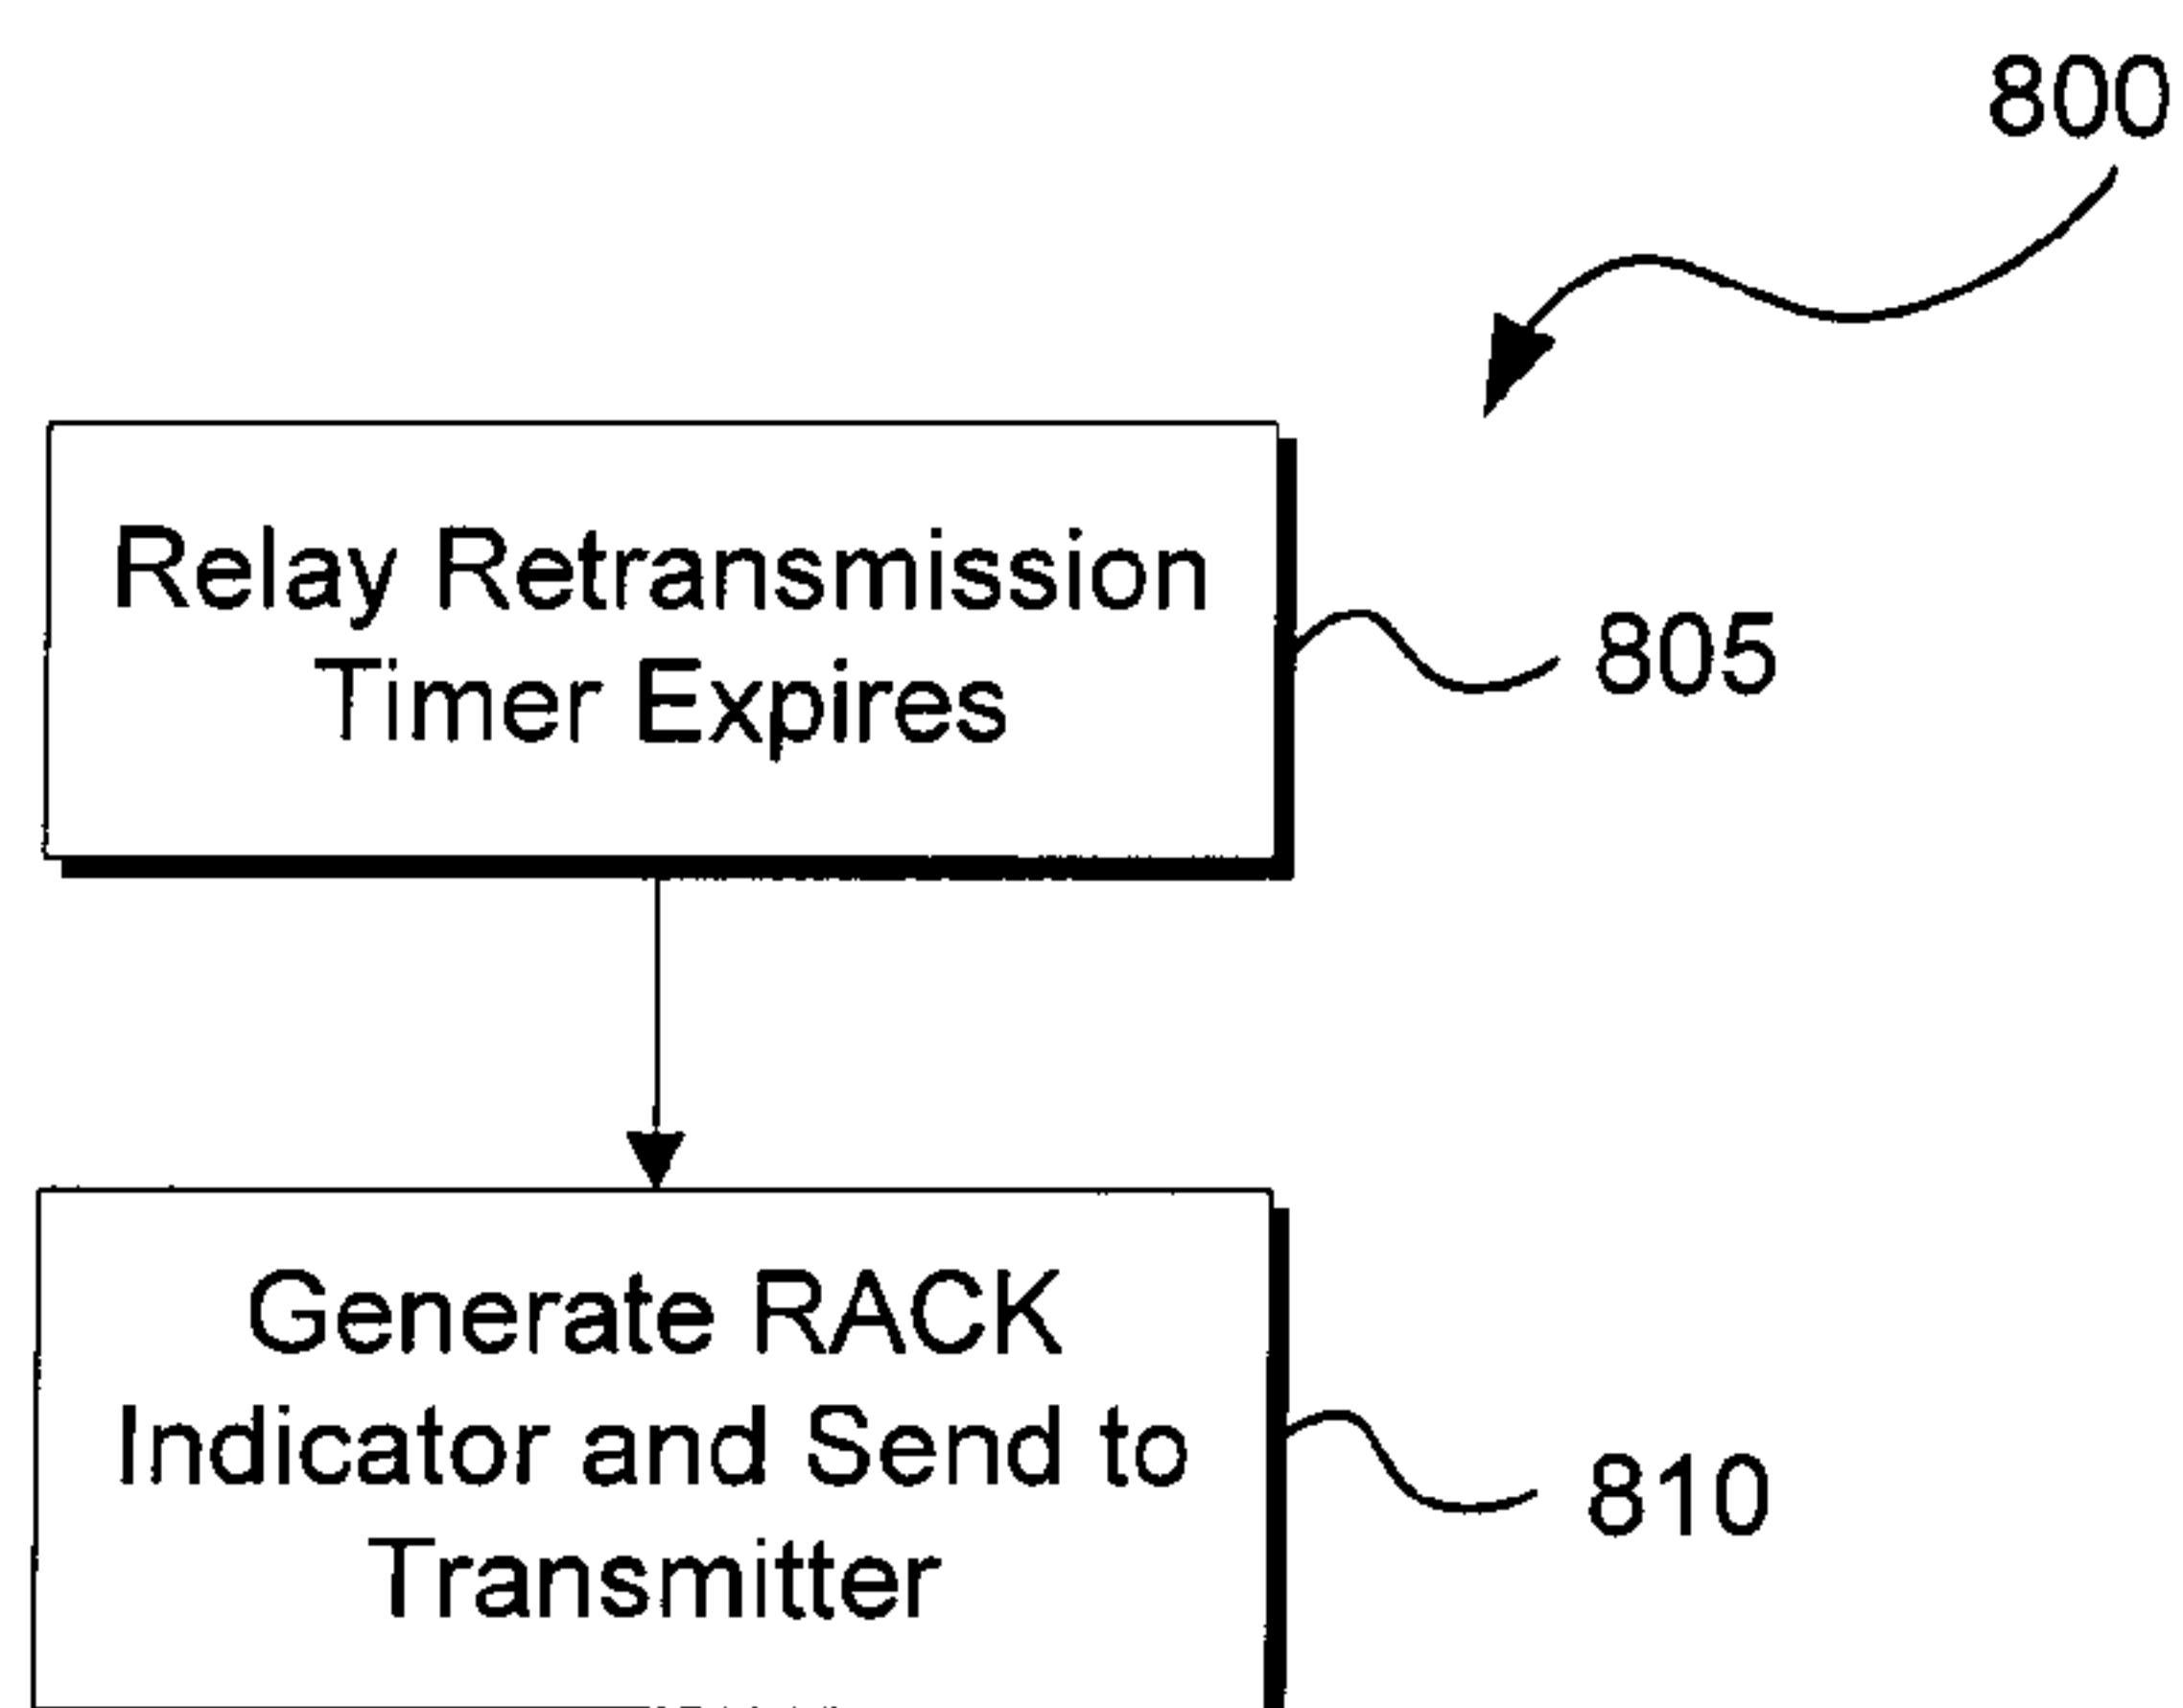 800
Relay Retransmission
Timer Expires
805
Generate RACK
Indicator and Send to
Transmitter
810